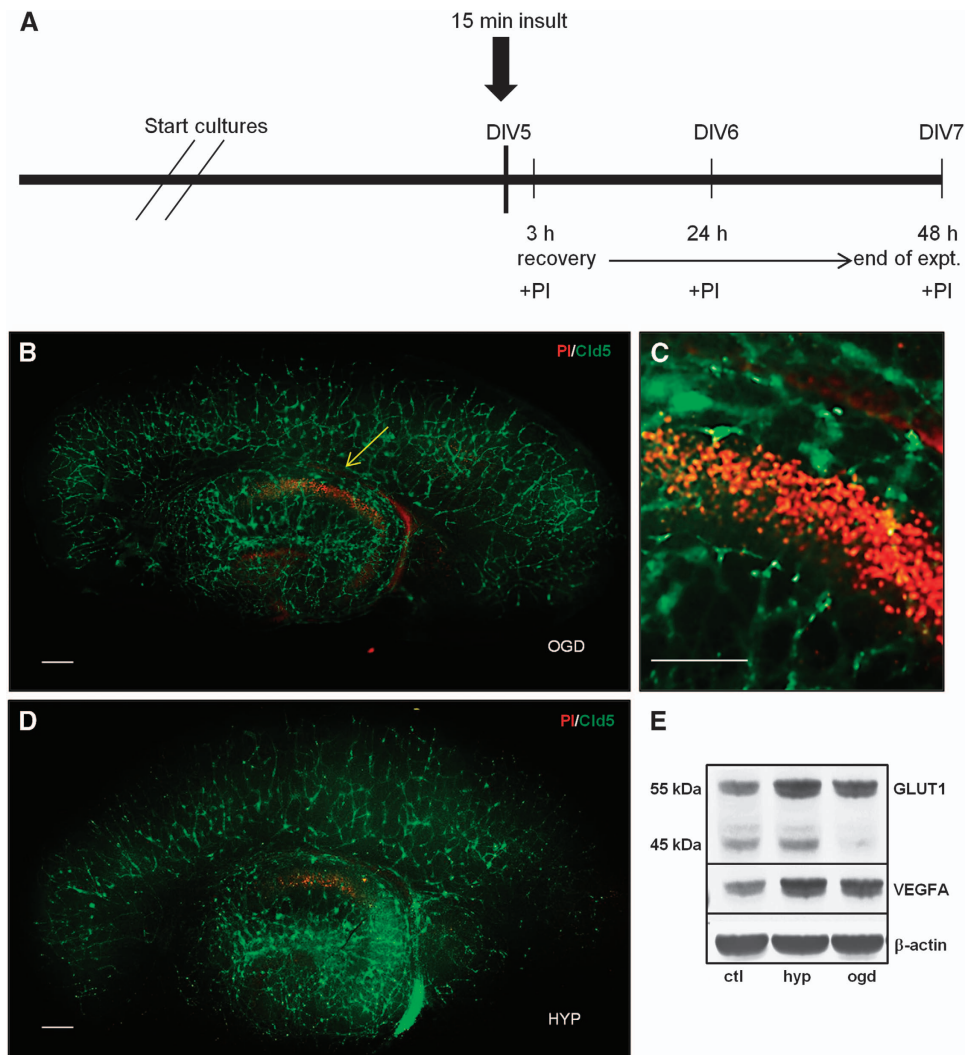 A
15 min insult
Start cultures
DIV5 DIV6 DIV7
3 h 24 h 48 h
recovery end of expt.
+PI +PI +PI
B
PI/Cld5
OGD
C
D
PI/Cld5
HYP
E
55 kDa GLUT1
45 kDa
VEGFA
β-actin
ctl hyp ogd